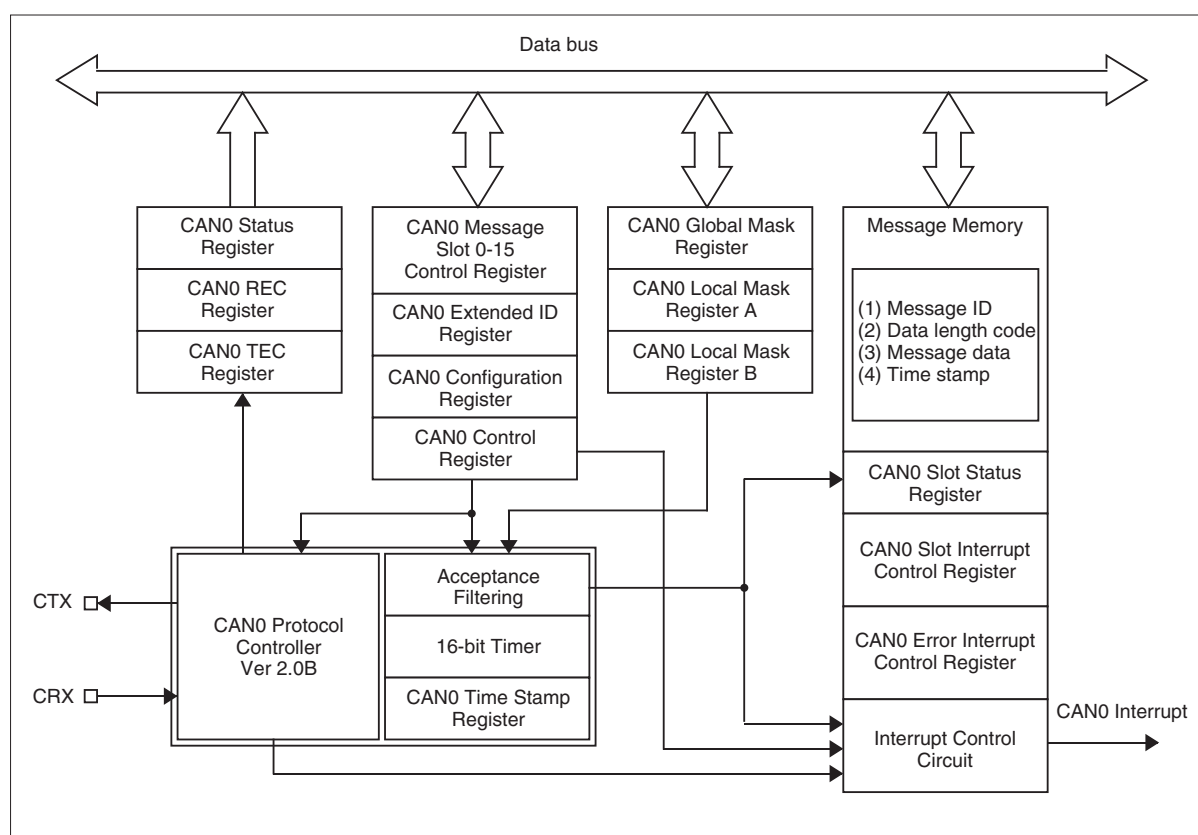 Data bus
CAN0 Status
Register
CAN0 REC
Register
CAN0 TEC
Register
CAN0 Message
Slot 0-15
Control Register
CAN0 Extended ID
Register
CAN0 Configuration
Register
CAN0 Control
Register
CAN0 Global Mask
Register
CAN0 Local Mask
Register A
CAN0 Local Mask
Register B
Message Memory
(1) Message ID
(2) Data length code
(3) Message data
(4) Time stamp
CAN0 Slot Status
Register
CAN0 Slot Interrupt
Control Register
CAN0 Error Interrupt
Control Register
Interrupt Control
Circuit
CAN0 Interrupt
CTX
CRX
CAN0 Protocol
Controller
Ver 2.0B
Acceptance
Filtering
16-bit Timer
CAN0 Time Stamp
Register